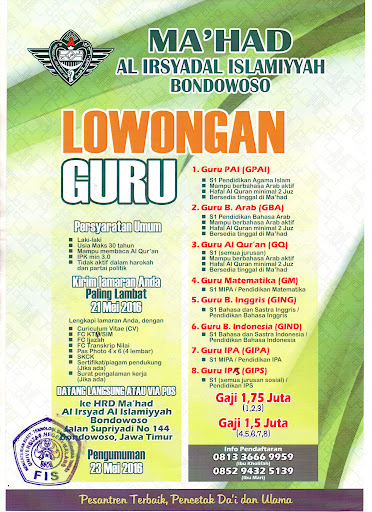 MA'HAD
AL IRSYADAL ISLAMIYYAH
BONDOWOSO
LOWONGAN
GURU
Persyaratan Umum
Laki-laki
Usia Maks 30 tahun
Mampu membaca Al Qur'an
IPK min 3.0
Tidak aktif dalam harokah
dan partai politik
Kirim lamaran Anda
Paling Lambat
21 Mei 2016
Lengkapi lamaran Anda, dengan
Curiculum Vitae (CV)
FC KTP/SIM
FC Ijazah
FC Transkrip Nilai
Pas Photo 4 x 6 (4 lembar)
SKCK
Sertifikat/piagam pendukung
(jika ada)
Surat pengalaman kerja
(Jika ada)
DATANG LANGSUNG ATAU VIA POS
ke HRD Ma'had
Al Irsyad Al Islamiyyah
Bondowoso
Jalan Supriyadi No 144
Bondowoso, Jawa Timur
Pengumuman
23 Mei 2016
1. Guru PAI (GPAI)
S1 Pendidikan Agama Islam
Mampu berbahasa Arab aktif
Hafal Al Quran minimal 2 Juz
Bersedia tinggal di Ma'had
2. Guru B. Arab (GBA)
S1 Pendidikan Bahasa Arab
Mampu berbahasa Arab aktif
Hafal Al Quran minimal 2 Juz
Bersedia tinggal di Ma'had
3. Guru Al Qur'an (GQ)
S1 (semua jurusan)
Mampu berbahasa Arab aktif
Hafal Al Quran minimal 2 Juz
Bersedia tinggal di Ma'had
4. Guru Matematika (GM)
S1 MIPA / Pendidikan Matematika
5. Guru B. Inggris (GING)
S1 Bahasa dan Sastra Inggris /
Pendidikan Bahasa Inggris
6. Guru B. Indonesia (GIND)
S1 Bahasa dan Sastra Indonesia /
Pendidikan Bahasa Indonesia
7. Guru IPA (GIPA)
S1 MIPA / Pendidikan IPA
8. Guru IPS (GIPS)
S1 (semua jurusan sosial) /
Pendidikan IPS
Gaji 1,75 Juta
(1,2,3)
Gaji 1,5 Juta
(4,5,6,7,8)
Info Pendaftaran
0813 3666 9959
(Ibu Khalifah)
0852 9432 5139
(Ibu Mari)
FIS
Pesantren Terbaik, Pencetak Da'i dan Ulama